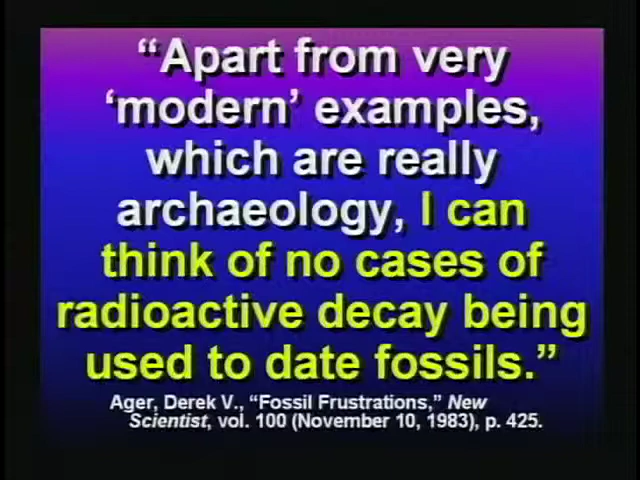 “Apart from very
‘modern’ examples,
which are really
archaeology, I can
think of no cases of
radioactive decay being
used to date fossils.”
Ager, Derek V., “Fossil Frustrations,” New
Scientist, vol. 100 (November 10, 1983), p. 425.